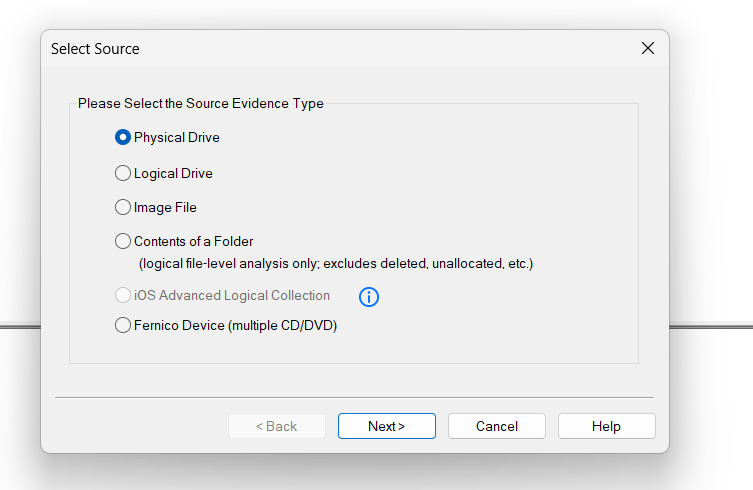 Select Source
Please Select the Source Evidence Type
Physical Drive
Logical Drive
Image File
Contents of a Folder
(logical file-level analysis only; excludes deleted, unallocated, etc.)
iOS Advanced Logical Collection
Fernico Device (multiple CD/DVD)
< Back Next > Cancel Help